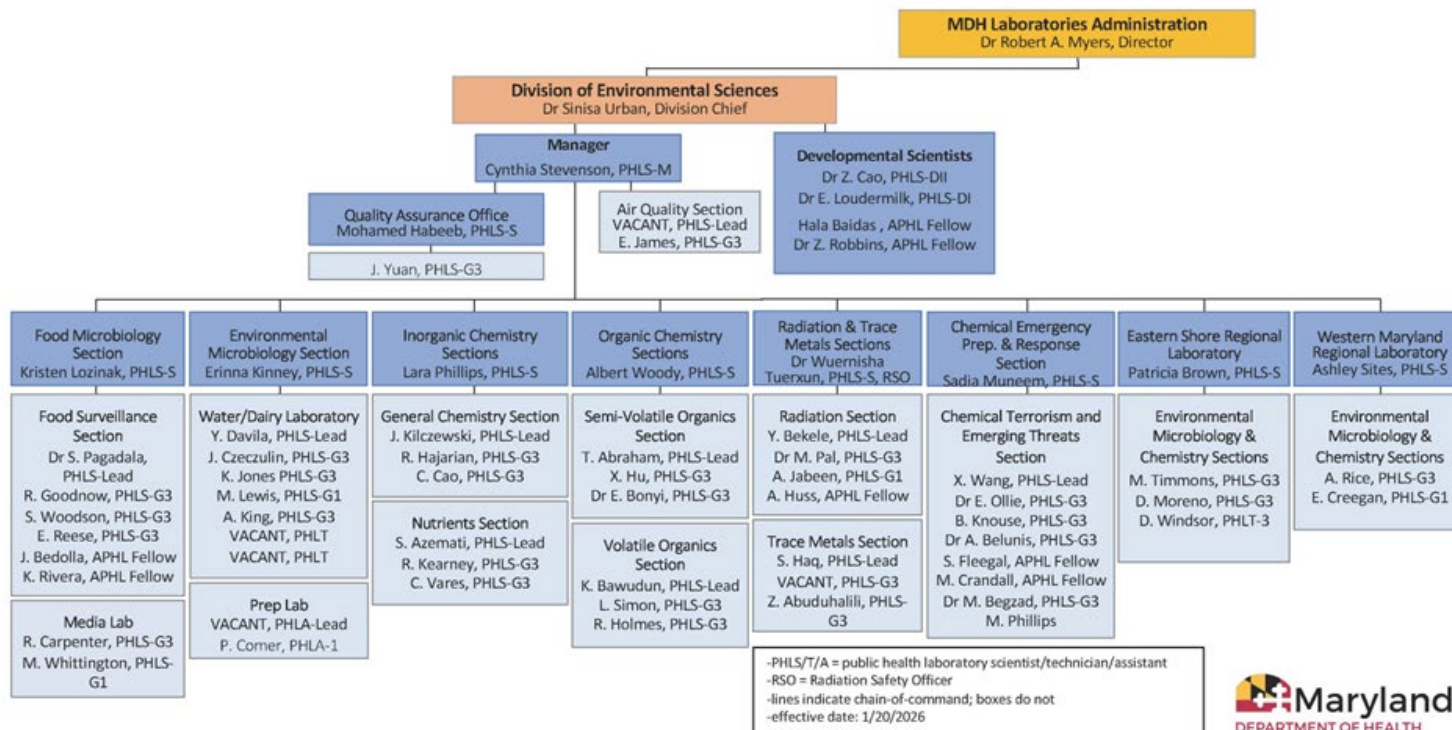 MDH Laboratories Administration
Dr Robert A. Myers, Director
Division of Environmental Sciences
Dr Sinisa Urban, Division Chief
Manager
Cynthia Stevenson, PHLS-M
Developmental Scientists
Dr Z. Cao, PHLS-DII
Dr E. Loudermilk, PHLS-DI
Hala Baidas , APHL Fellow
Dr Z. Robbins, APHL Fellow
Quality Assurance Office
Mohamed Habeeb, PHLS-S
J. Yuan, PHLS-G3
Air Quality Section
VACANT, PHLS-Lead
E. James, PHLS-G3
Food Microbiology
Section
Kristen Lozinak, PHLS-S
Food Surveillance
Section
Dr S. Pagadala,
PHLS-Lead
R. Goodnow, PHLS-G3
S. Woodson, PHLS-G3
E. Reese, PHLS-G3
J. Bedolla, APHL Fellow
K. Rivera, APHL Fellow
Media Lab
R. Carpenter, PHLS-G3
M. Whittington, PHLS-
G1
Environmental
Microbiology Section
Erinna Kinney, PHLS-S
Water/Dairy Laboratory
Y. Davila, PHLS-Lead
J. Czeczulin, PHLS-G3
K. Jones PHLS-G3
M. Lewis, PHLS-G1
A. King, PHLS-G3
VACANT, PHLT
VACANT, PHLT
Prep Lab
VACANT, PHLA-Lead
P. Comer, PHLA-1
Inorganic Chemistry
Sections
Lara Phillips, PHLS-S
General Chemistry Section
J. Kilczewski, PHLS-Lead
R. Hajarian, PHLS-G3
C. Cao, PHLS-G3
Nutrients Section
S. Azemati, PHLS-Lead
R. Kearney, PHLS-G3
C. Vares, PHLS-G3
Organic Chemistry
Sections
Albert Woody, PHLS-S
Semi-Volatile Organics
Section
T. Abraham, PHLS-Lead
X. Hu, PHLS-G3
Dr E. Bonyi, PHLS-G3
Volatile Organics
Section
K. Bawudun, PHLS-Lead
L. Simon, PHLS-G3
R. Holmes, PHLS-G3
Radiation & Trace
Metals Sections
Dr Wuernisha
Tuerxun, PHLS-S, RSO
Radiation Section
Y. Bekele, PHLS-Lead
Dr M. Pal, PHLS-G3
A. Jabeen, PHLS-G1
A. Huss, APHL Fellow
Trace Metals Section
S. Haq, PHLS-Lead
VACANT, PHLS-G3
Z. Abuduhalili, PHLS-
G3
Chemical Emergency
Prep. & Response
Section
Sadia Muneem, PHLS-S
Chemical Terrorism and
Emerging Threats
Section
X. Wang, PHLS-Lead
Dr E. Ollie, PHLS-G3
B. Knouse, PHLS-G3
Dr A. Belunis, PHLS-G3
S. Fleegal, APHL Fellow
M. Crandall, APHL Fellow
Dr M. Begzad, PHLS-G3
M. Phillips
Eastern Shore Regional
Laboratory
Patricia Brown, PHLS-S
Environmental
Microbiology &
Chemistry Sections
M. Timmons, PHLS-G3
D. Moreno, PHLS-G3
D. Windsor, PHLT-3
Western Maryland
Regional Laboratory
Ashley Sites, PHLS-S
Environmental
Microbiology &
Chemistry Sections
A. Rice, PHLS-G3
E. Creegan, PHLS-G1
-PHLS/T/A = public health laboratory scientist/technician/assistant
-RSO = Radiation Safety Officer
-lines indicate chain-of-command; boxes do not
-effective date: 1/20/2026
Maryland
DEPARTMENT OF HEALTH